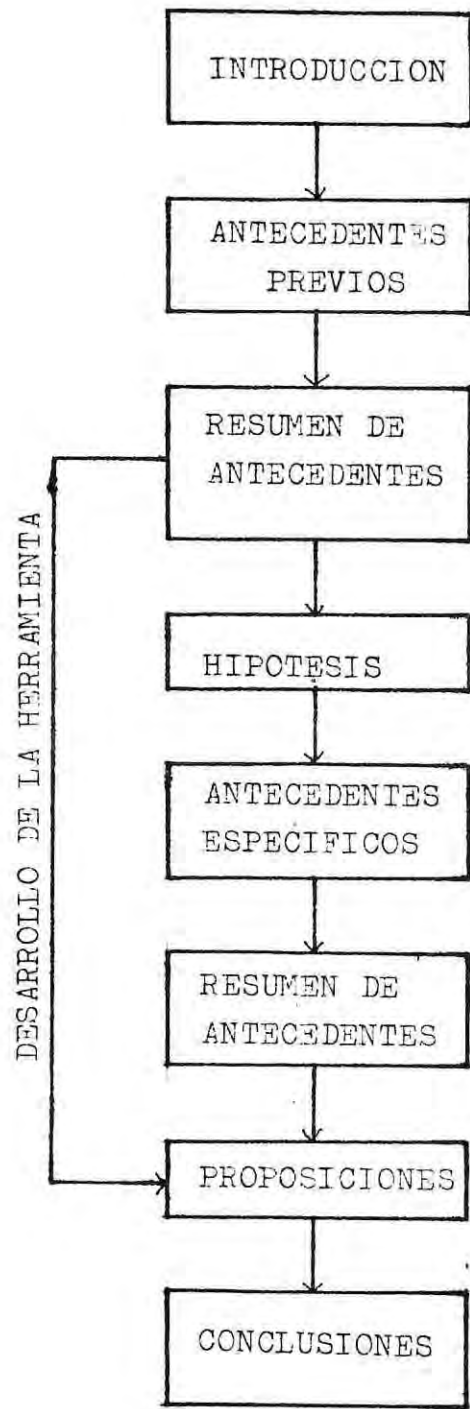 INTRODUCCION
ANTECEDENTES
PREVIOS
RESUMEN DE
ANTECEDENTES
HIPOTESIS
ANTECEDENTES
ESPECIFICOS
RESUMEN DE
ANTECEDENTES
PROPOSICIONES
CONCLUSIONES
DESARROLLO DE LA HERRAMIENTA